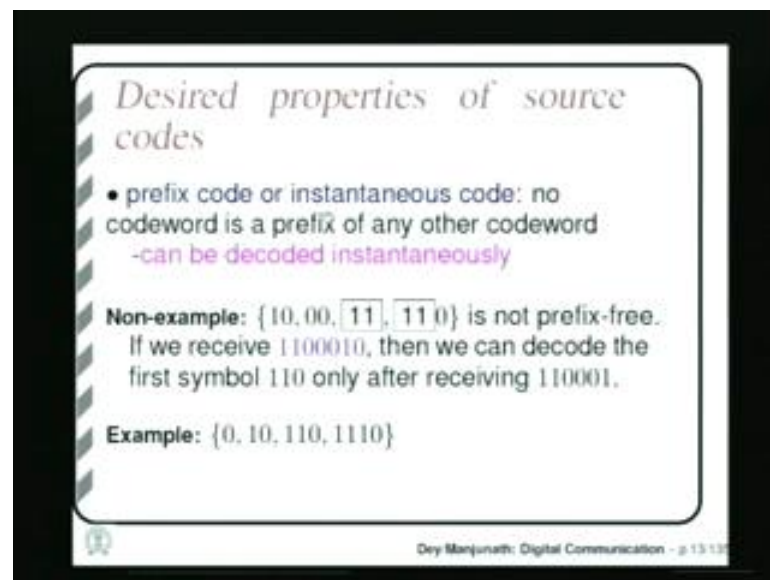 Desired properties of source
codes
• prefix code or instantaneous code: no
codeword is a prefix of any other codeword
-can be decoded instantaneously
Non-example: {10, 00, 11, 110} is not prefix-free.
If we receive 1100010, then we can decode the
first symbol 110 only after receiving 110001.
Example: {0, 10, 110, 1110}
Dey Manjunath: Digital Communication - p.13/135